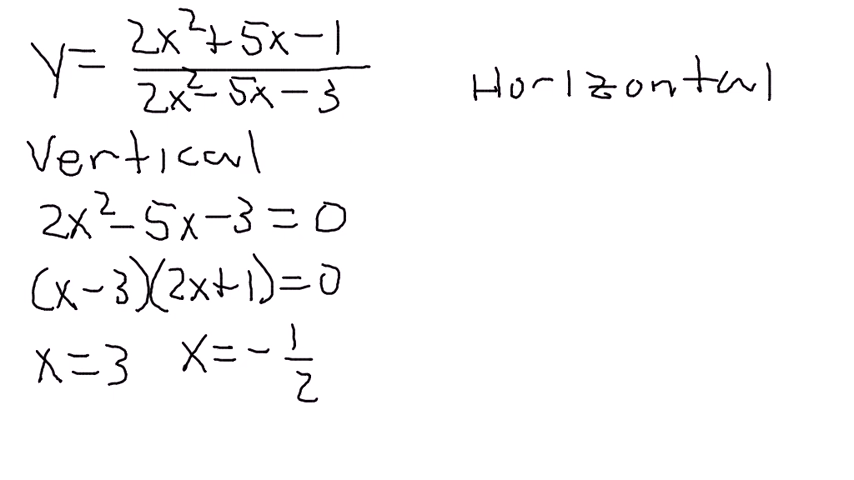 y = (2x² + 5x - 1)/(2x² - 5x - 3)
Vertical
2x² - 5x - 3 = 0
(x - 3)(2x + 1) = 0
x = 3 x = -1/2
Horizontal